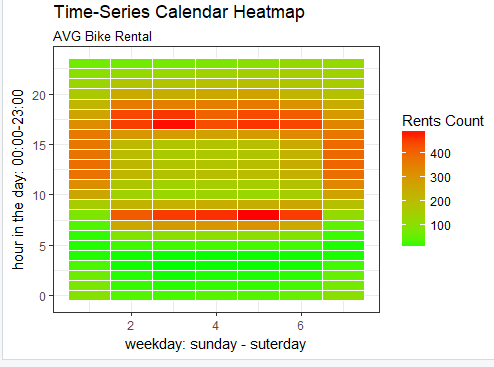 Time-Series Calendar Heatmap
AVG Bike Rental
hour in the day: 00:00-23:00
20
15
10
5
0
2
4
6
weekday: sunday - suterday
Rents Count
400
300
200
100